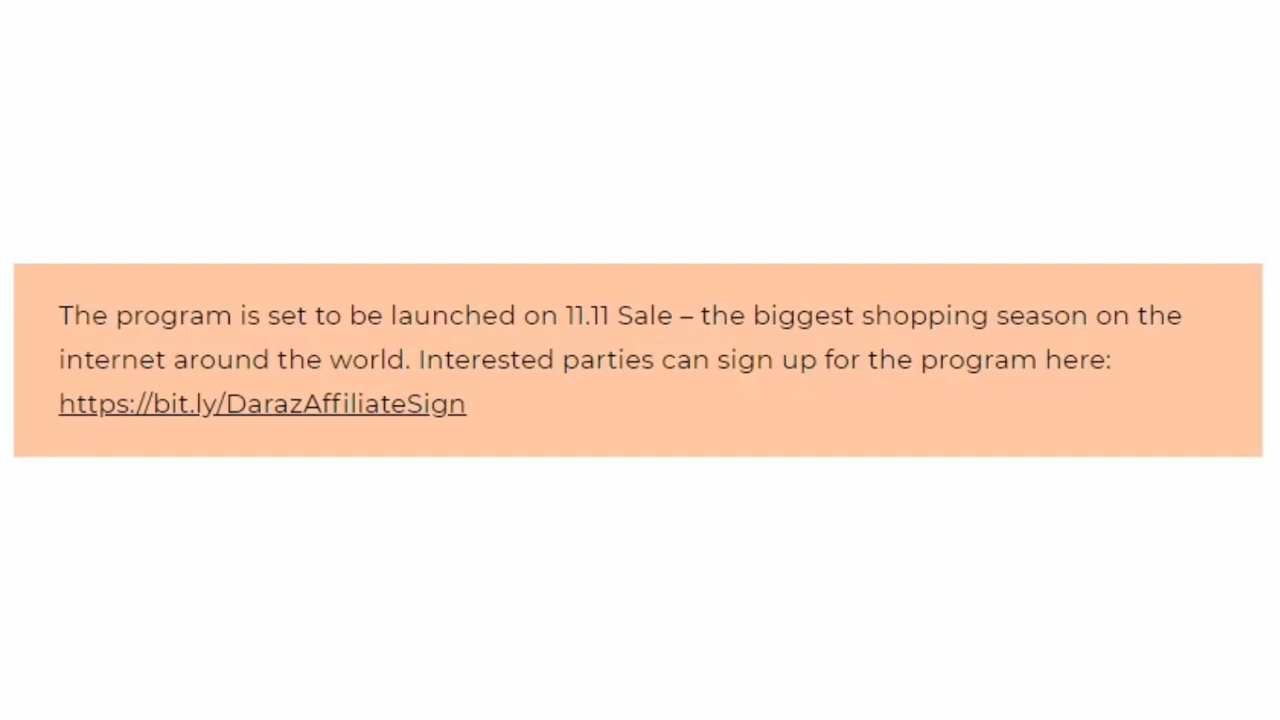 The program is set to be launched on 11.11 Sale – the biggest shopping season on the
internet around the world. Interested parties can sign up for the program here:
https://bit.ly/DarazAffiliateSign